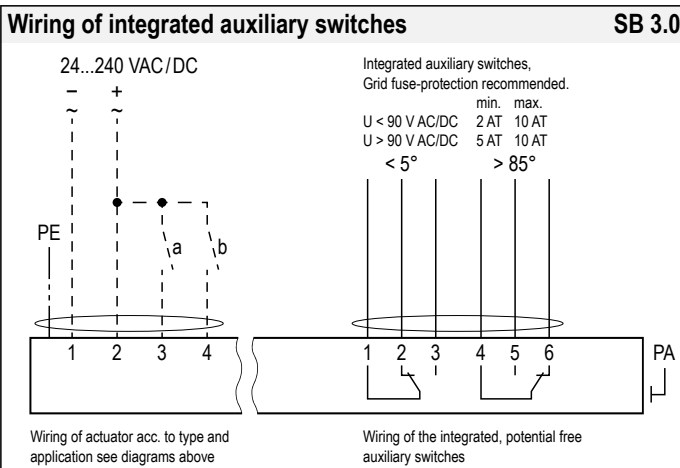 Wiring of integrated auxiliary switches SB 3.0
24...240 VAC/DC
– +
~ ~
Integrated auxiliary switches,
Grid fuse-protection recommended.
min. max.
U < 90 V AC/DC 2 AT 10 AT
U > 90 V AC/DC 5 AT 10 AT
< 5° > 85°
PE
a b
1 2 3 4 1 2 3 4 5 6 PA
Wiring of actuator acc. to type and
application see diagrams above
Wiring of the integrated, potential free
auxiliary switches